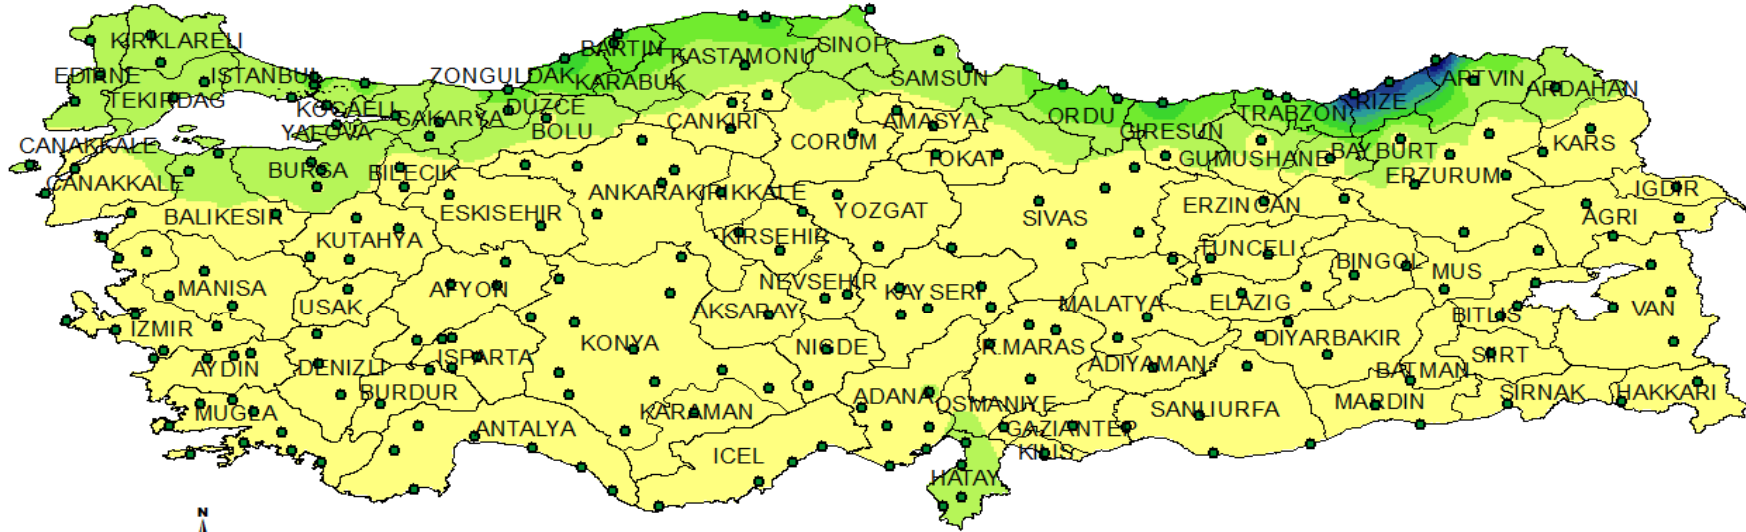 KIRKLARELI
EDIRNE
TEKIRDAG
ISTANBUL
KOCAELI
YALOVA
SAKARYA
DUZCE
BOLU
ZONGULDAK
BARTIN
KARABUK
KASTAMONU
SINOP
SAMSUN
ORDU
GIRESUN
TRABZON
RIZE
ARTVIN
ARDAHAN
CANAKKALE
CANAKKALE
BURSA
BILECIK
CANKIRI
CORUM
AMASYA
TOKAT
GUMUSHANE
BAYBURT
ERZURUM
KARS
IGDIR
AGRI
BALIKESIR
KUTAHYA
ESKISEHIR
ANKARA
KIRIKKALE
YOZGAT
SIVAS
ERZINCAN
TUNCELI
BINGOL
MUS
KIRSEHIR
NEVSEHIR
KAYSERI
MALATYA
ELAZIG
BITLIS
VAN
MANISA
USAK
AFYON
AKSARAY
IZMIR
KONYA
NIGDE
K.MARAS
ADIYAMAN
DIYARBAKIR
BATMAN
SIIRT
SIRNAK
HAKKARI
AYDIN
DENIZLI
ISPARTA
BURDUR
MUGLA
ANTALYA
KARAMAN
ICEL
ADANA
OSMANIYE
GAZIANTEP
KILIS
SANLIURFA
MARDIN
HATAY
N